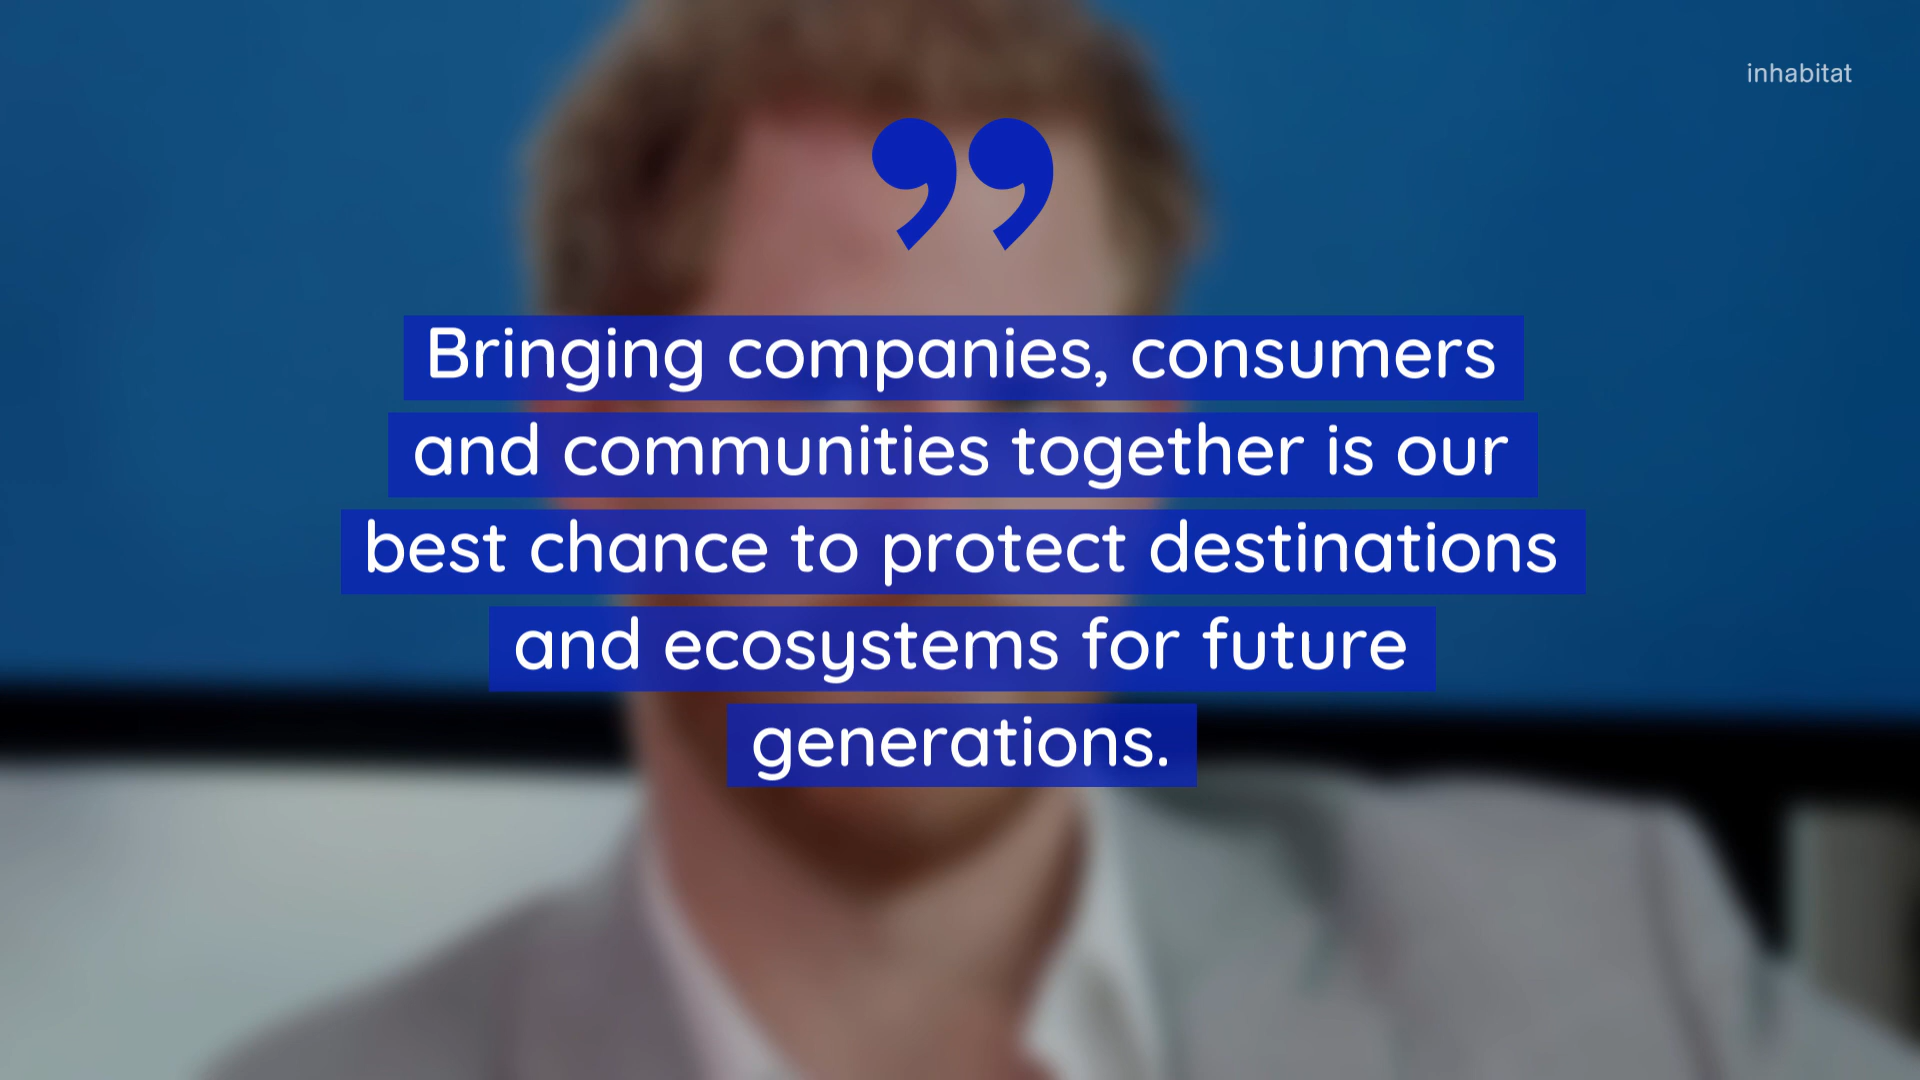 inhabitat
”
Bringing companies, consumers
and communities together is our
best chance to protect destinations
and ecosystems for future
generations.